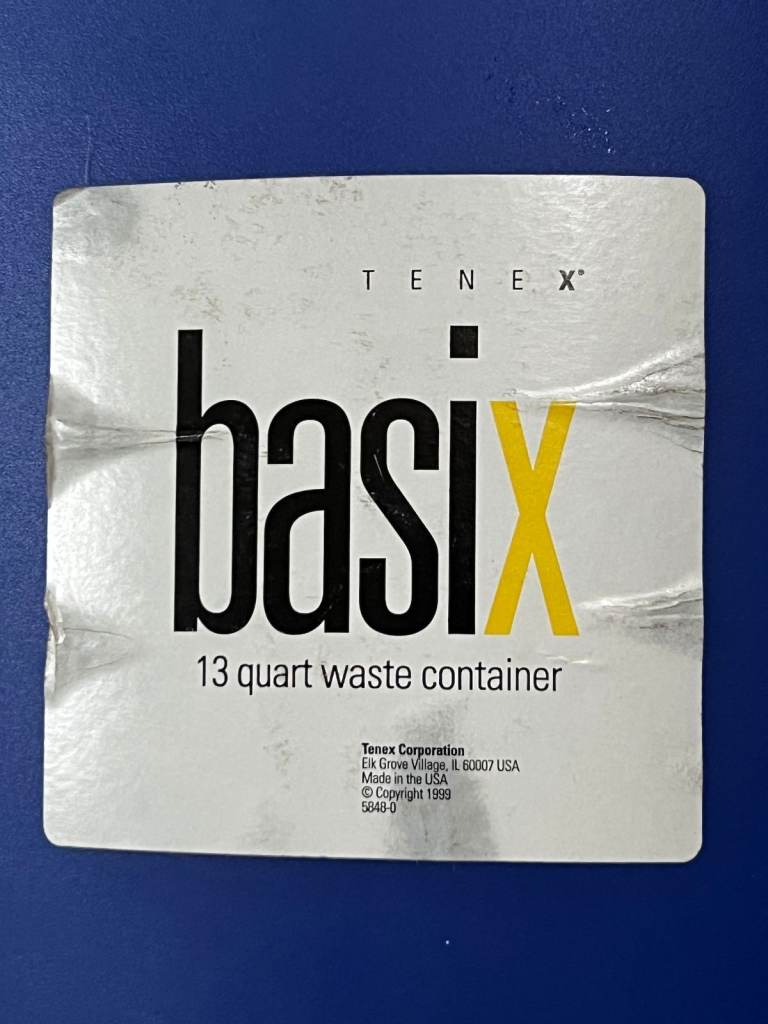 TENEX®
basix
13 quart waste container
Tenex Corporation
Elk Grove Village, IL 60007 USA
Made in the USA
© Copyright 1999
5848-0